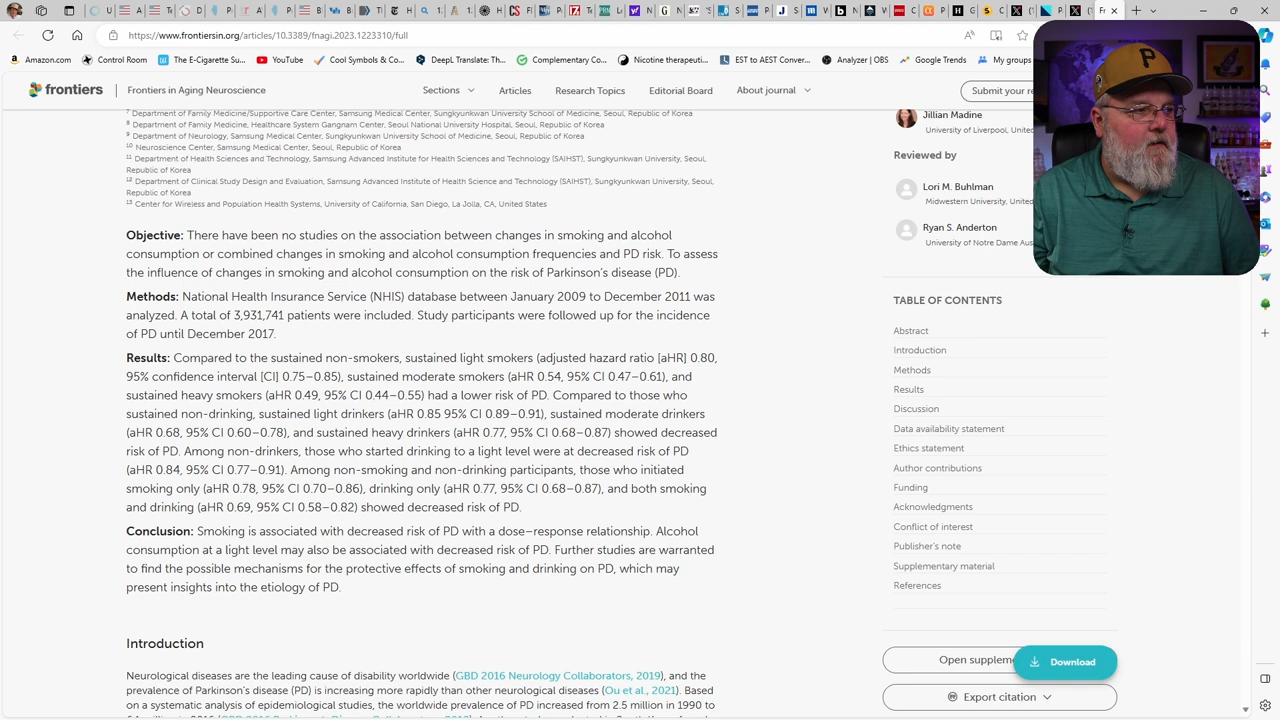 https://www.frontiersin.org/articles/10.3389/fnagi.2023.1223310/full
Amazon.com
Control Room
The E-Cigarette Su...
YouTube
Cool Symbols & Co...
DeepL Translate: Th...
Complementary Co...
Nicotine therapeuti...
EST to AEST Conver...
Analyzer | OBS
Google Trends
My groups
frontiers
Frontiers in Aging Neuroscience
Sections
Articles
Research Topics
Editorial Board
About journal
Submit your re
7 Department of Family Medicine/Supportive Care Center, Samsung Medical Center, Sungkyunkwan University School of Medicine, Seoul, Republic of Korea
8 Department of Family Medicine, Healthcare System Gangnam Center, Seoul National University Hospital, Seoul, Republic of Korea
9 Department of Neurology, Samsung Medical Center, Sungkyunkwan University School of Medicine, Seoul, Republic of Korea
10 Neuroscience Center, Samsung Medical Center, Seoul, Republic of Korea
11 Department of Health Sciences and Technology, Samsung Advanced Institute for Health Sciences and Technology (SAIHST), Sungkyunkwan University, Seoul,
Republic of Korea
12 Department of Clinical Study Design and Evaluation, Samsung Advanced Institute of Health Science and Technology (SAIHST), Sungkyunkwan University, Seoul,
Republic of Korea
13 Center for Wireless and Population Health Systems, University of California, San Diego, La Jolla, CA, United States
Objective: There have been no studies on the association between changes in smoking and alcohol
consumption or combined changes in smoking and alcohol consumption frequencies and PD risk. To assess
the influence of changes in smoking and alcohol consumption on the risk of Parkinson's disease (PD).
Methods: National Health Insurance Service (NHIS) database between January 2009 to December 2011 was
analyzed. A total of 3,931,741 patients were included. Study participants were followed up for the incidence
of PD until December 2017.
Results: Compared to the sustained non-smokers, sustained light smokers (adjusted hazard ratio [aHR] 0.80,
95% confidence interval [CI] 0.75–0.85), sustained moderate smokers (aHR 0.54, 95% CI 0.47–0.61), and
sustained heavy smokers (aHR 0.49, 95% CI 0.44–0.55) had a lower risk of PD. Compared to those who
sustained non-drinking, sustained light drinkers (aHR 0.85 95% CI 0.89–0.91), sustained moderate drinkers
(aHR 0.68, 95% CI 0.60–0.78), and sustained heavy drinkers (aHR 0.77, 95% CI 0.68–0.87) showed decreased
risk of PD. Among non-drinkers, those who started drinking to a light level were at decreased risk of PD
(aHR 0.84, 95% CI 0.77–0.91). Among non-smoking and non-drinking participants, those who initiated
smoking only (aHR 0.78, 95% CI 0.70–0.86), drinking only (aHR 0.77, 95% CI 0.68–0.87), and both smoking
and drinking (aHR 0.69, 95% CI 0.58–0.82) showed decreased risk of PD.
Conclusion: Smoking is associated with decreased risk of PD with a dose–response relationship. Alcohol
consumption at a light level may also be associated with decreased risk of PD. Further studies are warranted
to find the possible mechanisms for the protective effects of smoking and drinking on PD, which may
present insights into the etiology of PD.
Introduction
Neurological diseases are the leading cause of disability worldwide (GBD 2016 Neurology Collaborators, 2019), and the
prevalence of Parkinson's disease (PD) is increasing more rapidly than other neurological diseases (Ou et al., 2021). Based
on a systematic analysis of epidemiological studies, the worldwide prevalence of PD increased from 2.5 million in 1990 to
Jillian Madine
University of Liverpool, United
Reviewed by
Lori M. Buhlman
Midwestern University, United
Ryan S. Anderton
University of Notre Dame Aus
TABLE OF CONTENTS
Abstract
Introduction
Methods
Results
Discussion
Data availability statement
Ethics statement
Author contributions
Funding
Acknowledgments
Conflict of interest
Publisher's note
Supplementary material
References
Open suppleme
Download
Export citation
P